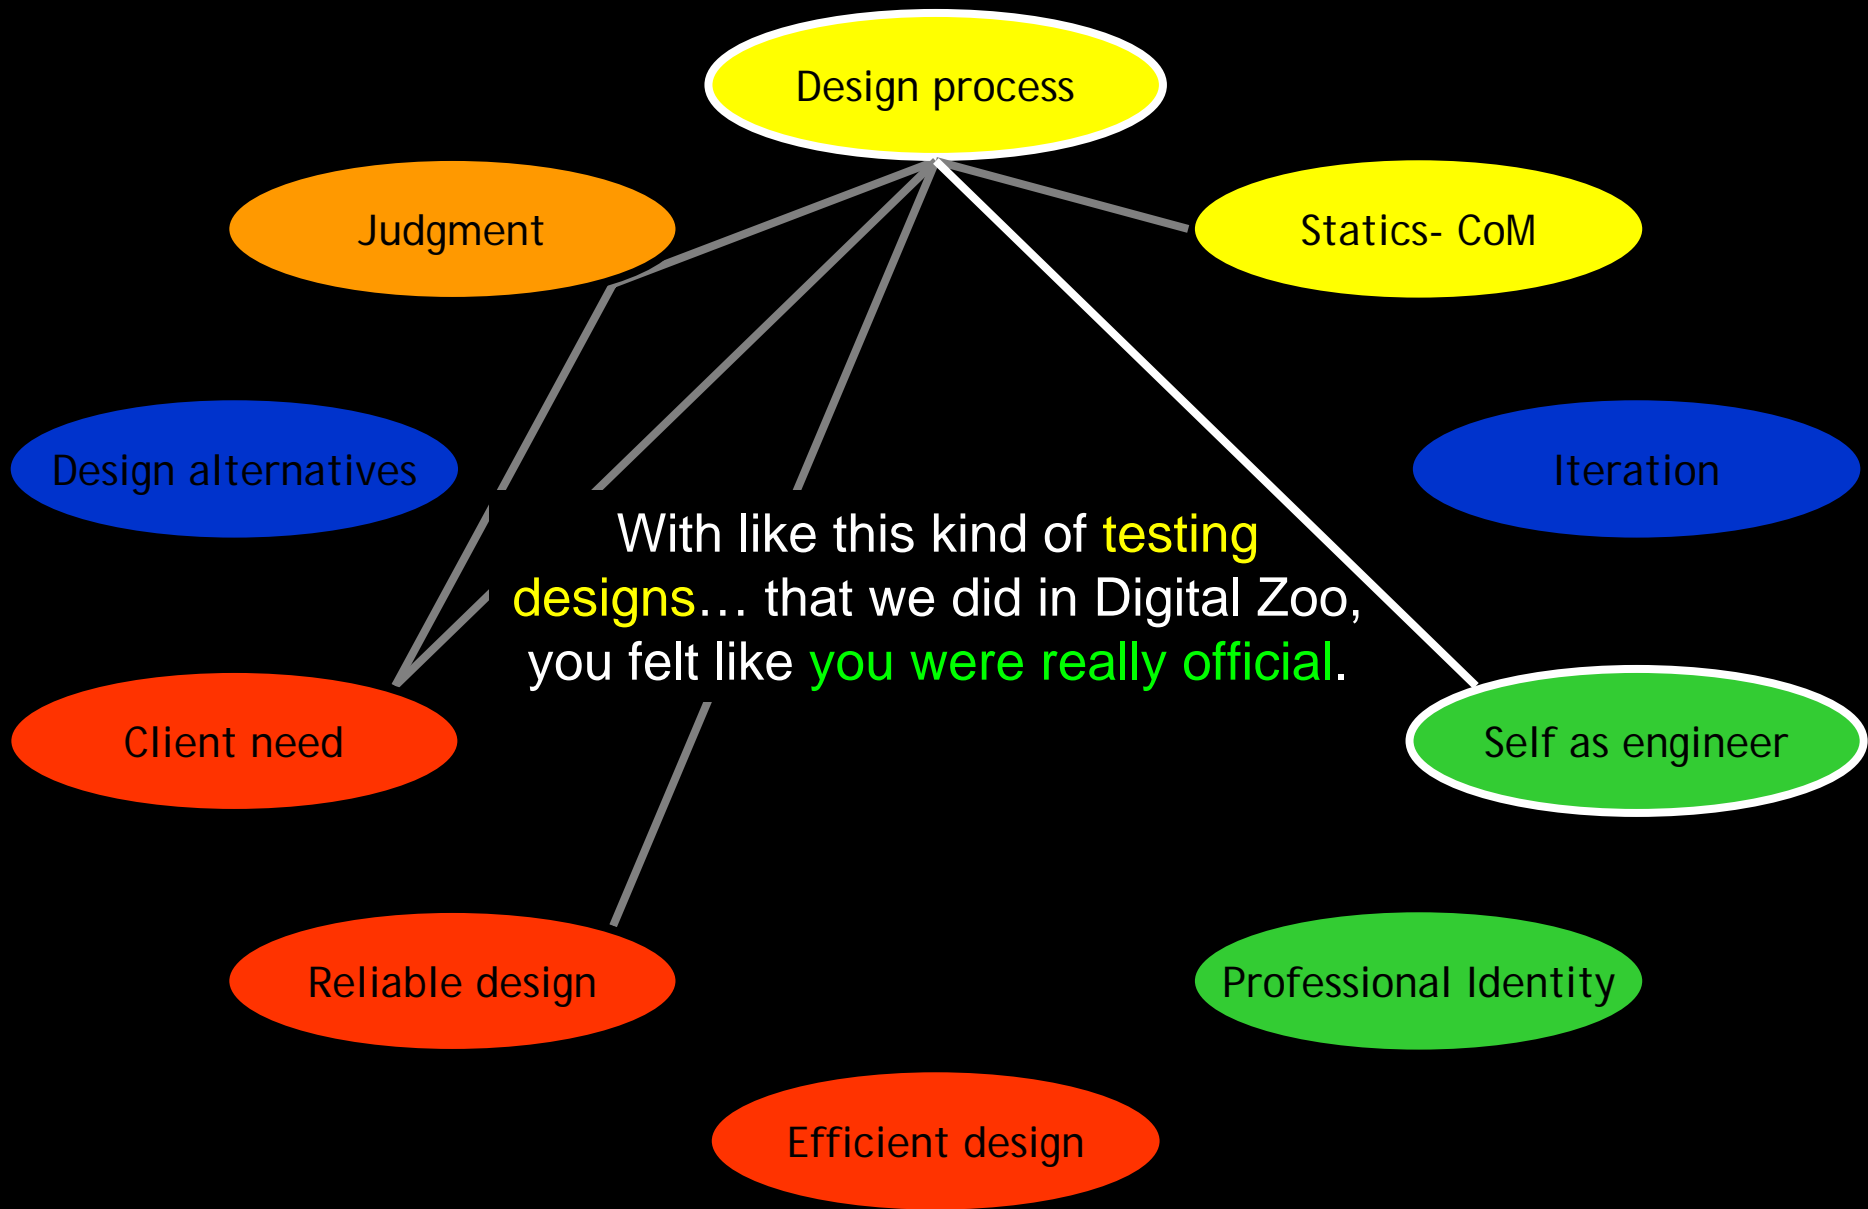 Design process
Judgment
Statics- CoM
Design alternatives
Iteration
With like this kind of testing
designs… that we did in Digital Zoo,
you felt like you were really official.
Client need
Self as engineer
Reliable design
Professional Identity
Efficient design